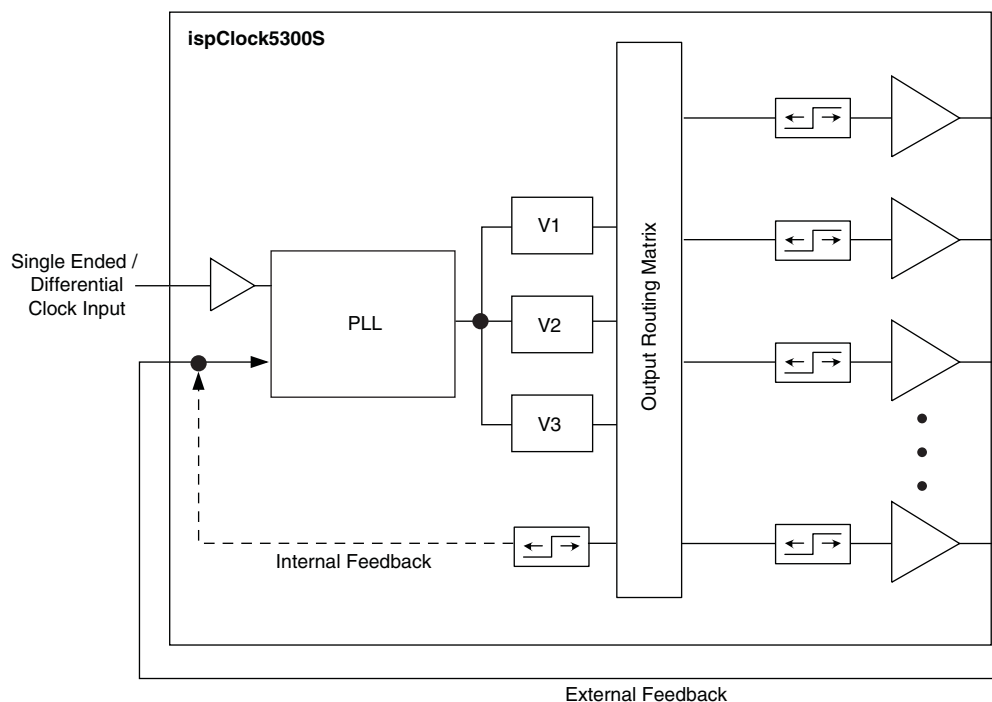 ispClock5300S
Single Ended /
Differential
Clock Input
PLL
V1
V2
V3
Output Routing Matrix
Internal Feedback
External Feedback